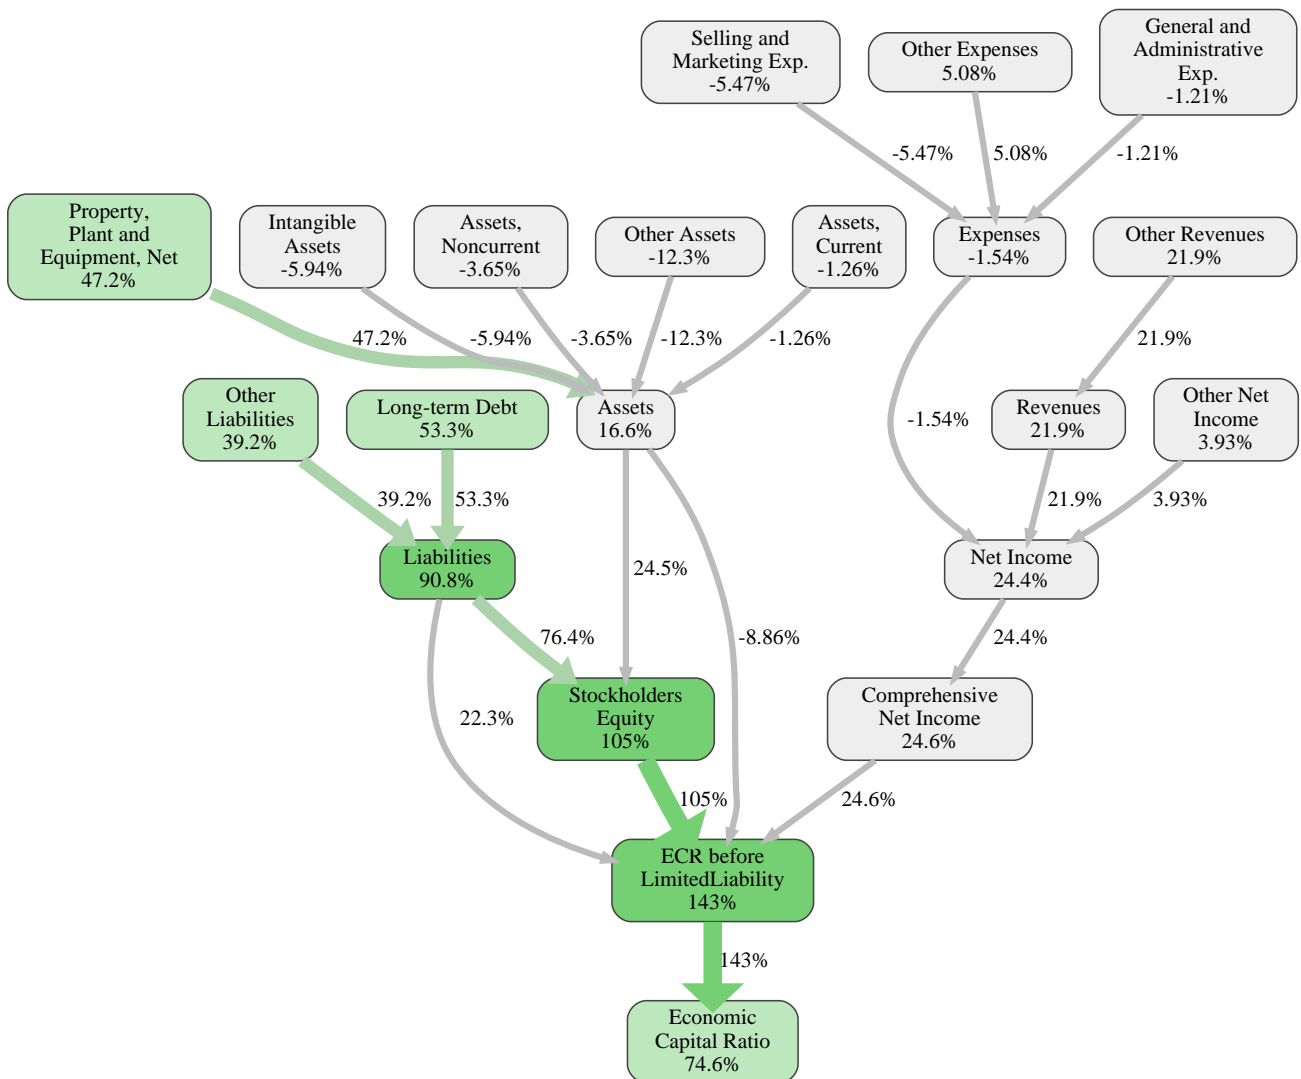 Selling and
Marketing Exp.
-5.47%
Other Expenses
5.08%
General and
Administrative
Exp.
-1.21%
-5.47%
5.08%
-1.21%
Property,
Plant and
Equipment, Net
47.2%
Intangible
Assets
-5.94%
Assets,
Noncurrent
-3.65%
Other Assets
-12.3%
Assets,
Current
-1.26%
Expenses
-1.54%
Other Revenues
21.9%
47.2%
-5.94%
-3.65%
-12.3%
-1.26%
21.9%
Other
Liabilities
39.2%
Long-term Debt
53.3%
Assets
16.6%
-1.54%
Revenues
21.9%
Other Net
Income
3.93%
39.2%
53.3%
21.9%
3.93%
Liabilities
90.8%
24.5%
Net Income
24.4%
76.4%
-8.86%
24.4%
22.3%
Stockholders
Equity
105%
Comprehensive
Net Income
24.6%
105%
24.6%
ECR before
LimitedLiability
143%
143%
Economic
Capital Ratio
74.6%